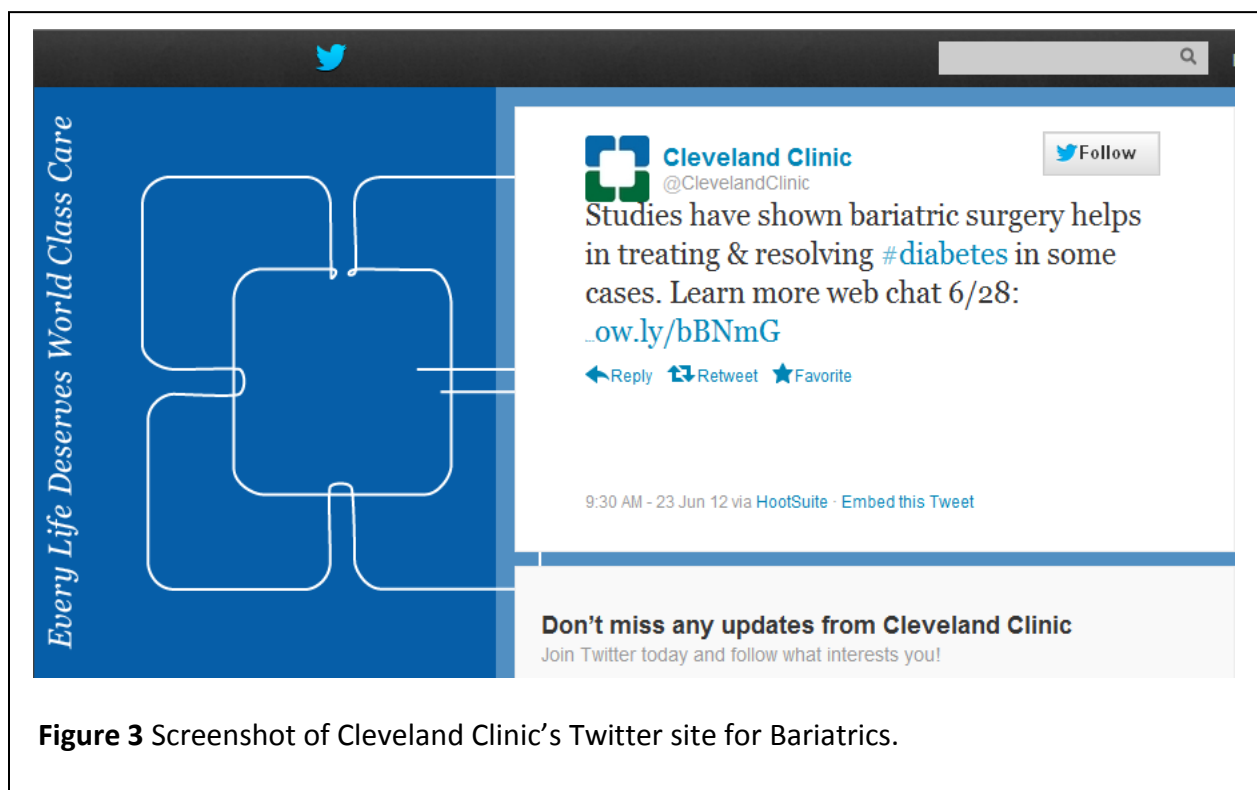 Every Life Deserves World Class Care
Cleveland Clinic
@ClevelandClinic
Follow
Studies have shown bariatric surgery helps
in treating & resolving #diabetes in some
cases. Learn more web chat 6/28:
...ow.ly/bBNmG
Reply Retweet Favorite
9:30 AM - 23 Jun 12 via HootSuite · Embed this Tweet
Don't miss any updates from Cleveland Clinic
Join Twitter today and follow what interests you!
Figure 3 Screenshot of Cleveland Clinic's Twitter site for Bariatrics.